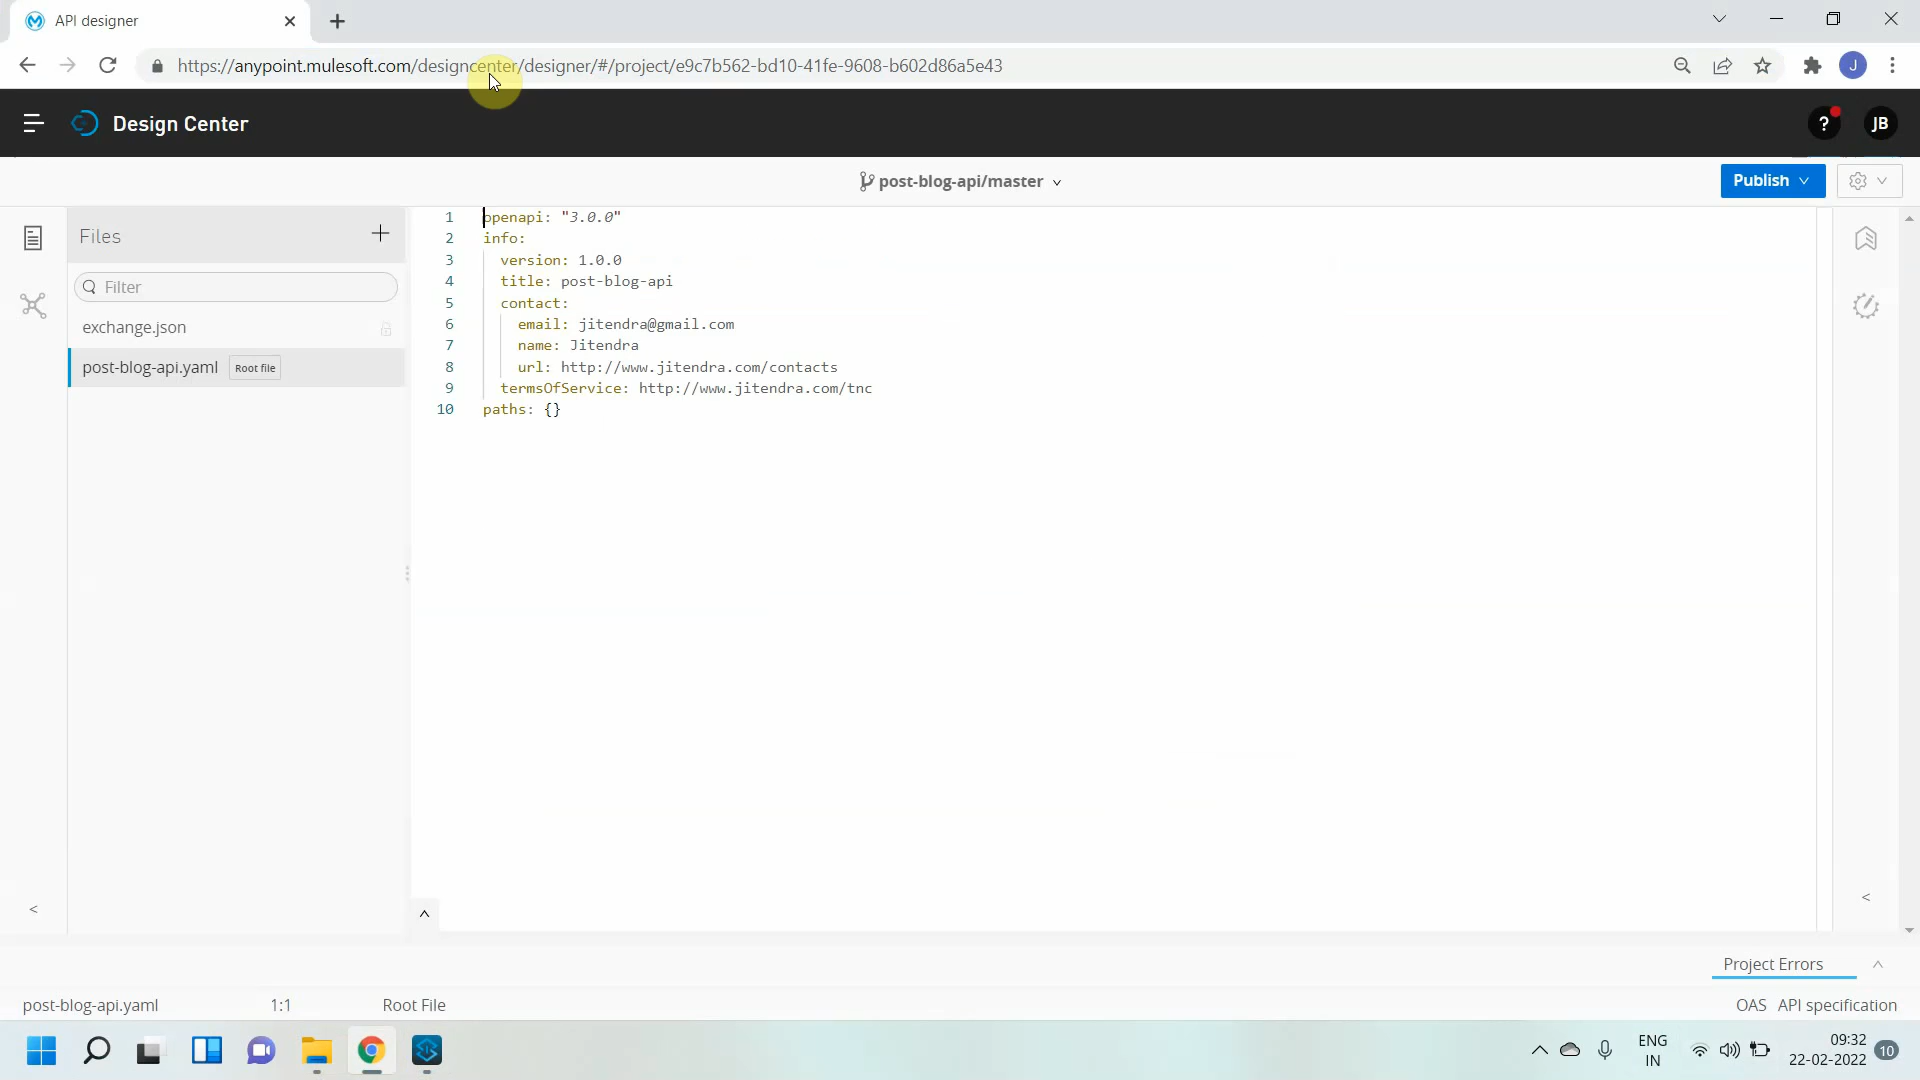 API designer
https://anypoint.mulesoft.com/designcenter/designer/#/project/e9c7b562-bd10-41fe-9608-b602d86a5e43
J
Design Center
?
JB
post-blog-api/master
Publish
Files
Filter
exchange.json
post-blog-api.yaml Root file
1 openapi: "3.0.0"
2 info:
3 version: 1.0.0
4 title: post-blog-api
5 contact:
6 email: jitendra@gmail.com
7 name: Jitendra
8 url: http://www.jitendra.com/contacts
9 termsOfService: http://www.jitendra.com/tnc
10 paths: {}
Project Errors
post-blog-api.yaml 1:1 Root File OAS API specification
ENG
IN
09:32
22-02-2022
10